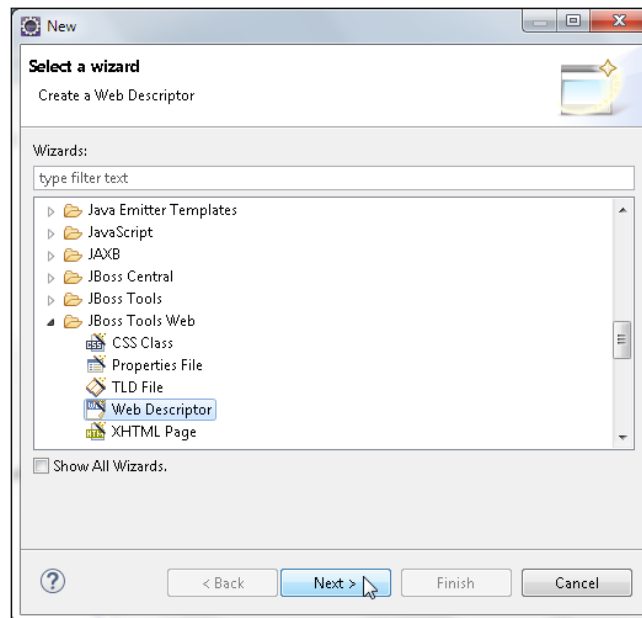 New
Select a wizard
Create a Web Descriptor
Wizards:
type filter text
Java Emitter Templates
JavaScript
JAXB
JBoss Central
JBoss Tools
JBoss Tools Web
CSS Class
Properties File
TLD File
Web Descriptor
XHTML Page
Show All Wizards.
< Back Next > Finish Cancel